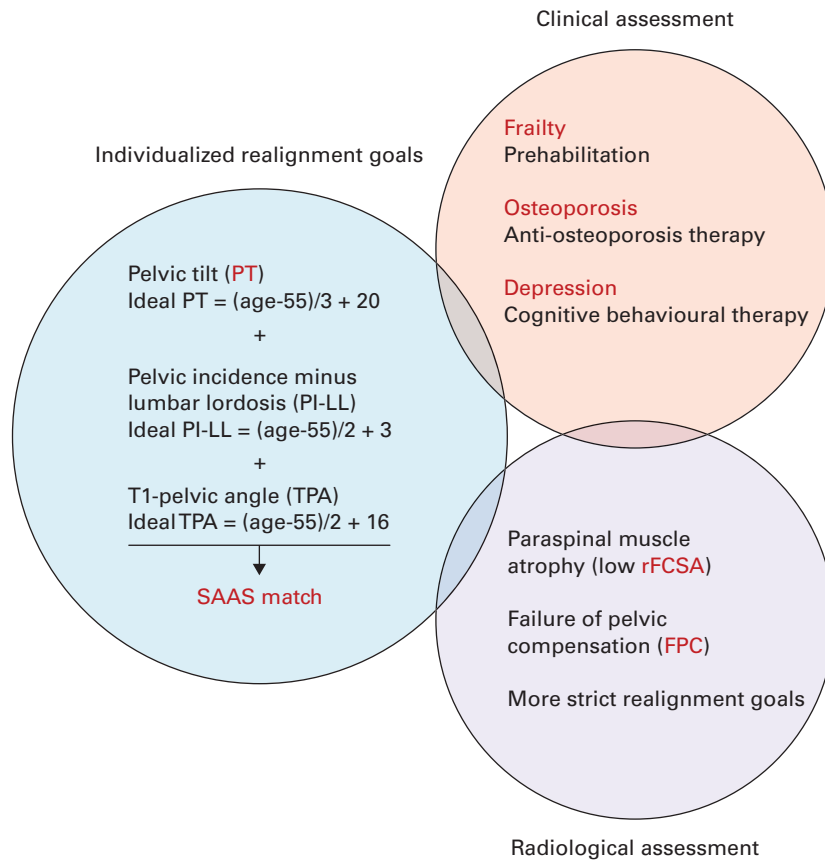 Clinical assessment
Frailty
Prehabilitation
Osteoporosis
Anti-osteoporosis therapy
Depression
Cognitive behavioural therapy
Individualized realignment goals
Pelvic tilt (PT)
Ideal PT = (age-55)/3 + 20
+
Pelvic incidence minus
lumbar lordosis (PI-LL)
Ideal PI-LL = (age-55)/2 + 3
+
T1-pelvic angle (TPA)
Ideal TPA = (age-55)/2 + 16
SAAS match
Paraspinal muscle
atrophy (low rFCSA)
Failure of pelvic
compensation (FPC)
More strict realignment goals
Radiological assessment